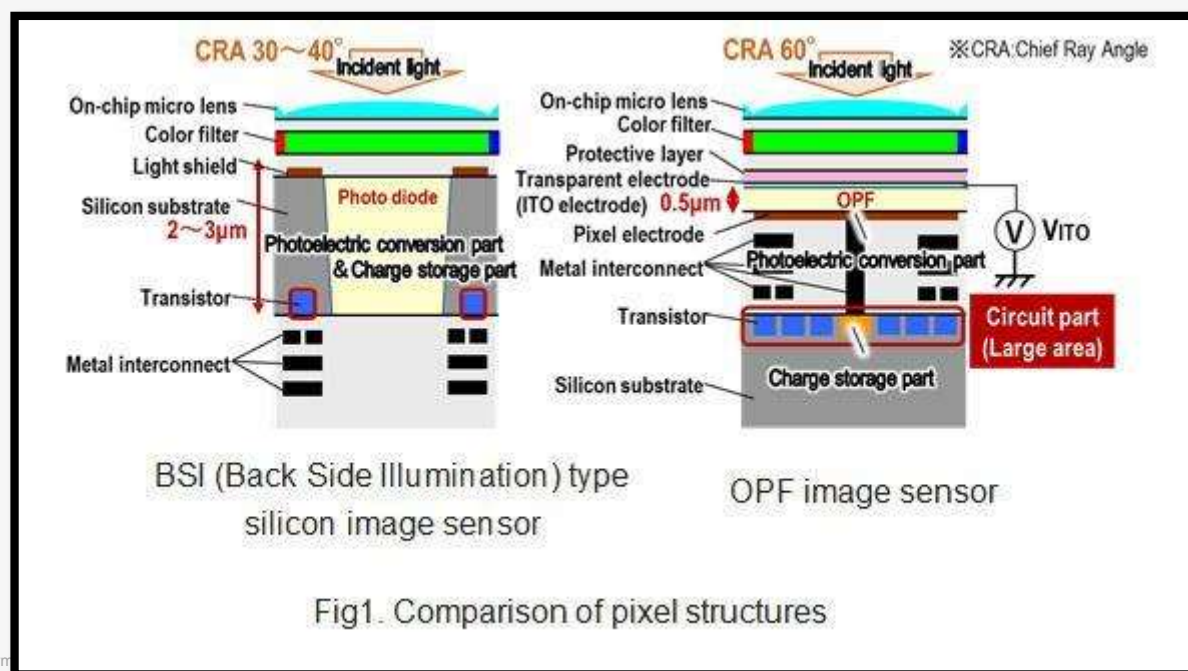 CRA 30～40°
Incident light
On-chip micro lens
Color filter
Light shield
Silicon substrate
2～3μm
Photo diode
Photoelectric conversion part
& Charge storage part
Transistor
Metal interconnect
BSI (Back Side Illumination) type
silicon image sensor
CRA 60°
Incident light
※CRA:Chief Ray Angle
On-chip micro lens
Color filter
Protective layer
Transparent electrode
(ITO electrode)
0.5μm
OPF
Pixel electrode
Metal interconnect
Photoelectric conversion part
V
VITO
Transistor
Circuit part
(Large area)
Charge storage part
Silicon substrate
OPF image sensor
Fig1. Comparison of pixel structures